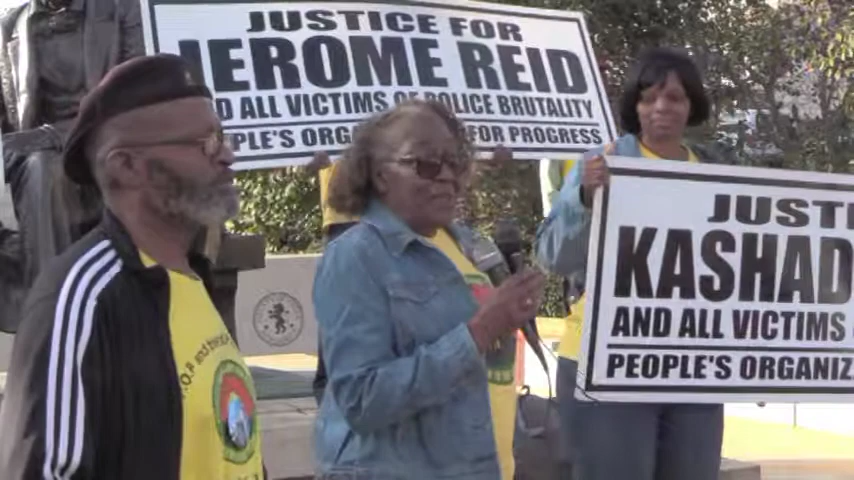 JUSTICE FOR
JEROME REID
AND ALL VICTIMS OF POLICE BRUTALITY
PEOPLE'S ORGANIZATION FOR PROGRESS
JUSTI
KASHAD
AND ALL VICTIMS
PEOPLE'S ORGANIZ